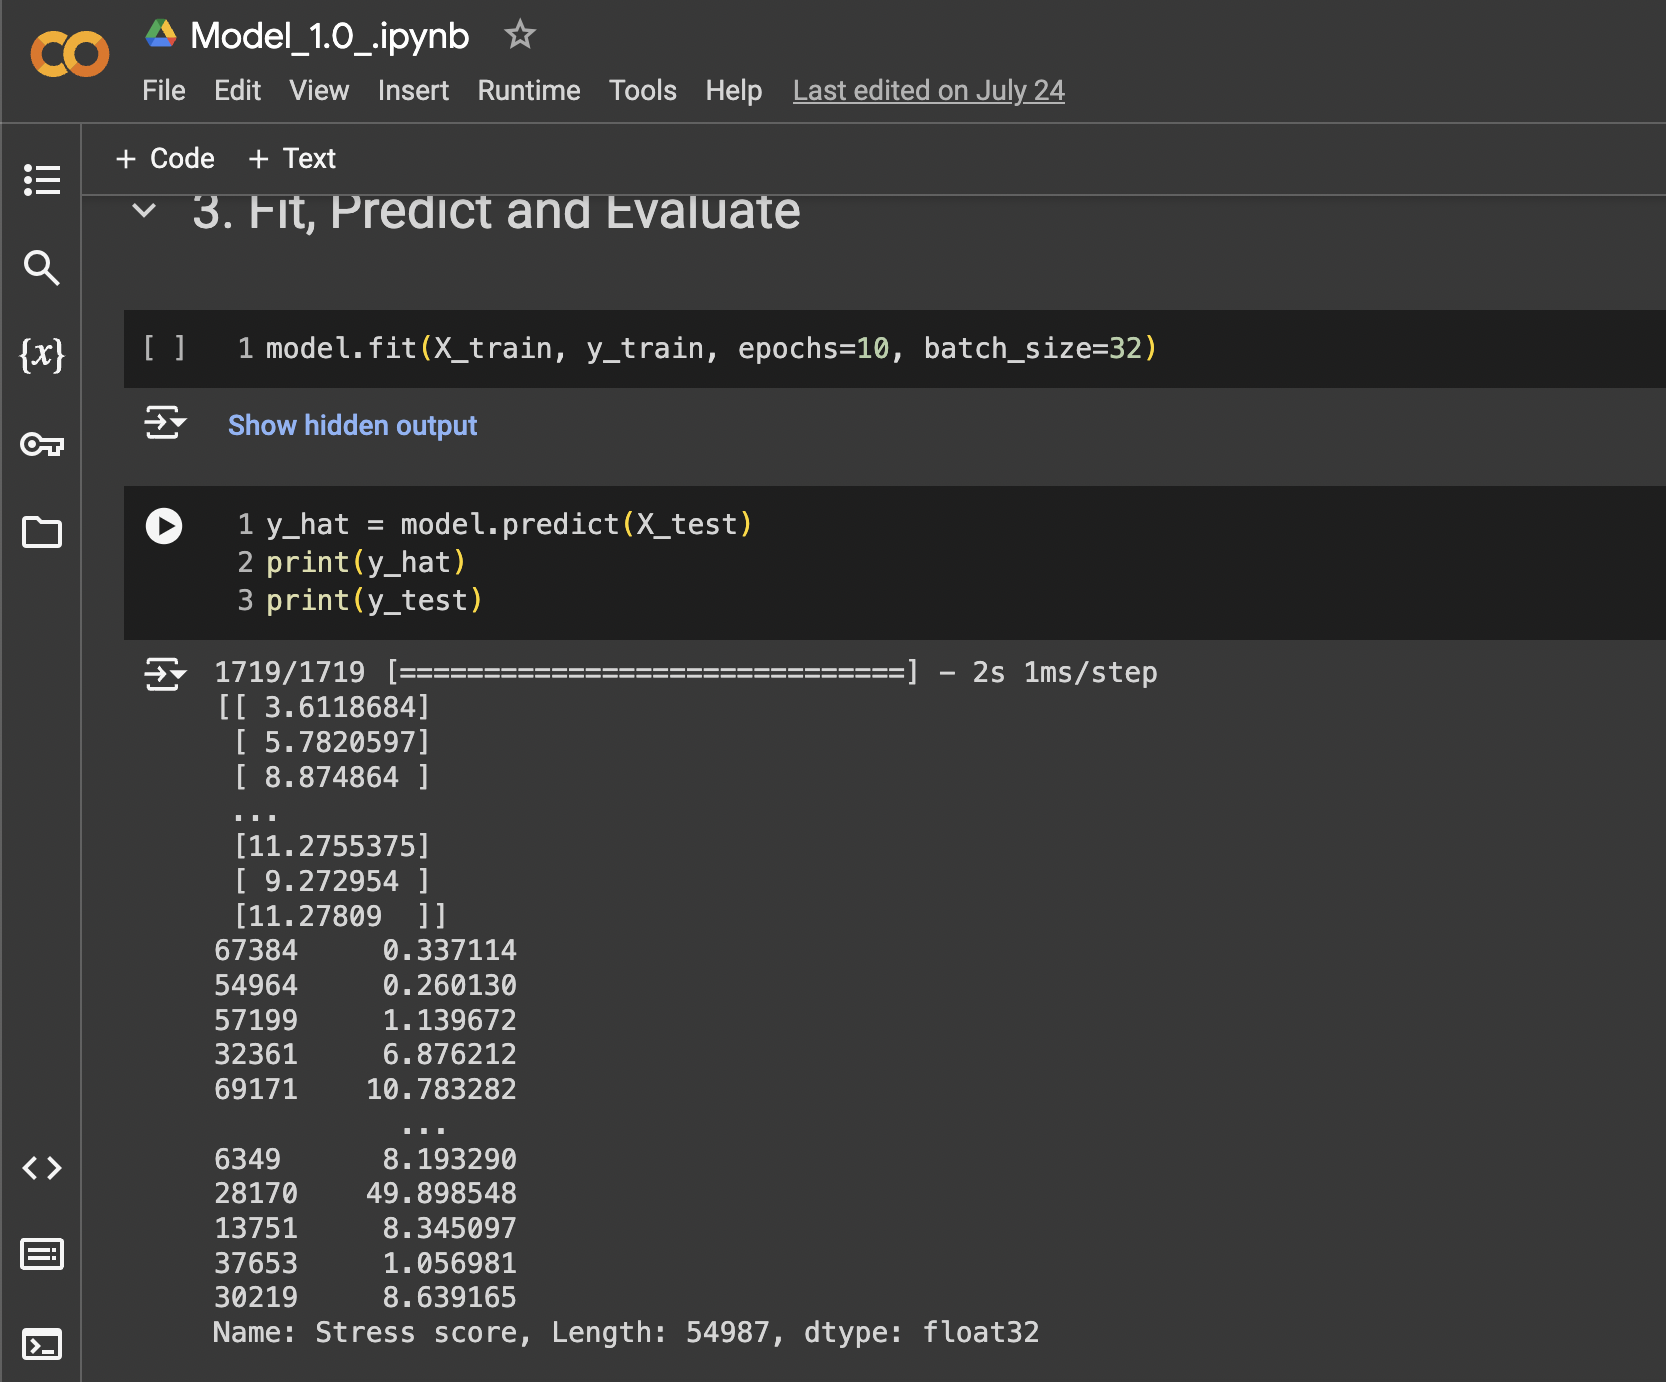 Model_1.0_.ipynb
File Edit View Insert Runtime Tools Help Last edited on July 24
+ Code + Text
3. Fit, Predict and Evaluate
[ ] 1 model.fit(X_train, y_train, epochs=10, batch_size=32)
{x}
Show hidden output
1 y_hat = model.predict(X_test)
2 print(y_hat)
3 print(y_test)
1719/1719 [==============================] - 2s 1ms/step
[[ 3.6118684]
[ 5.7820597]
[ 8.874864 ]
...
[11.2755375]
[ 9.272954 ]
[11.27809  ]]
67384     0.337114
54964     0.260130
57199     1.139672
32361     6.876212
69171    10.783282
...
6349      8.193290
28170    49.898548
13751     8.345097
37653     1.056981
30219     8.639165
Name: Stress score, Length: 54987, dtype: float32